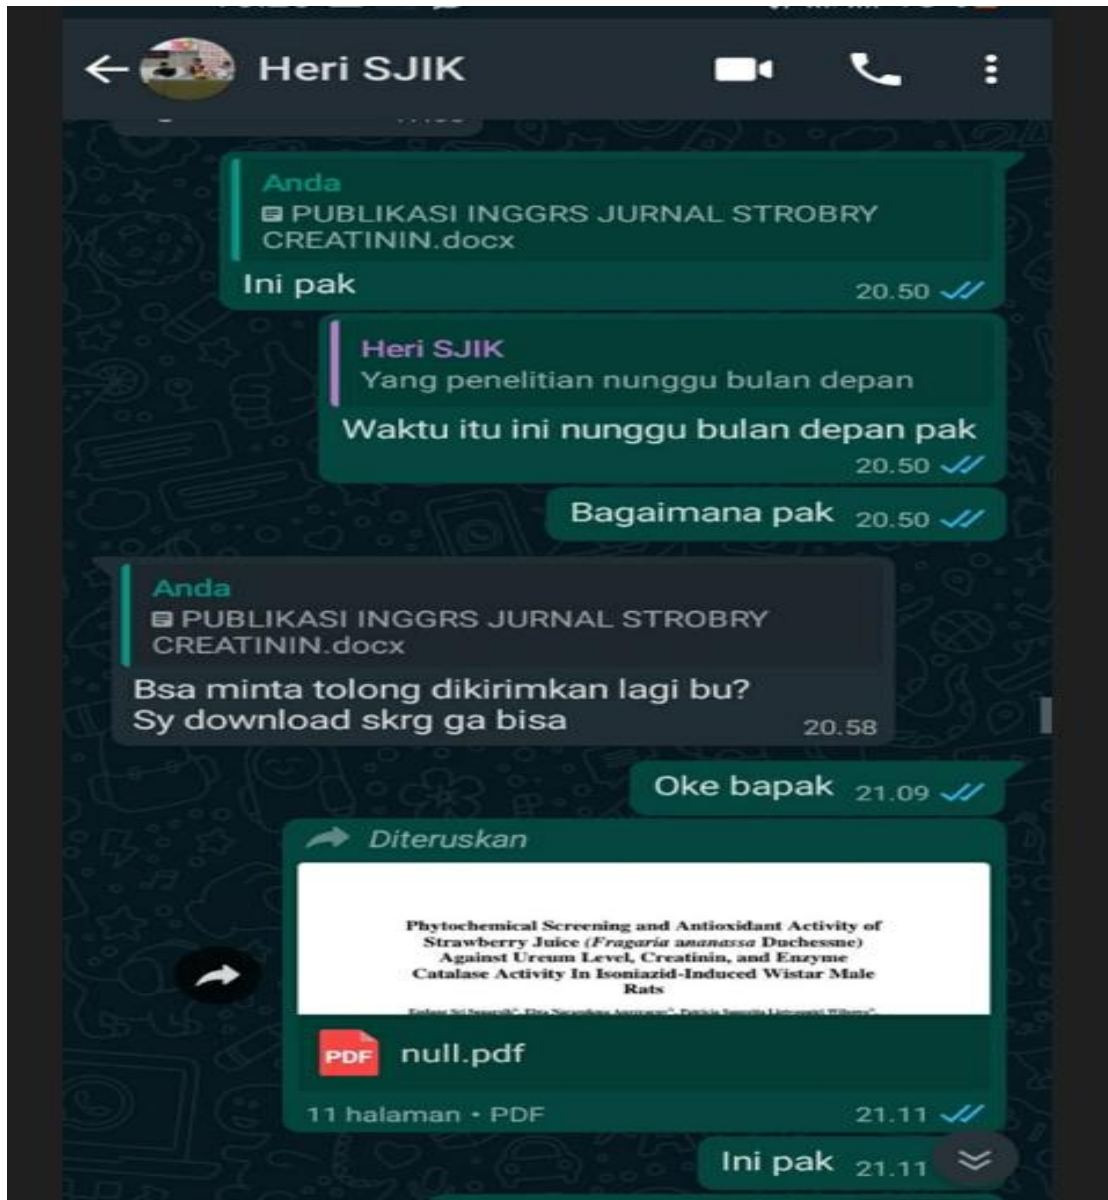 Heri SJIK
Anda
PUBLIKASI INGGRS JURNAL STROBRY
CREATININ.docx
Ini pak
20.50
Heri SJIK
Yang penelitian nunggu bulan depan
Waktu itu ini nunggu bulan depan pak
20.50
Bagaimana pak 20.50
Anda
PUBLIKASI INGGRS JURNAL STROBRY
CREATININ.docx
Bsa minta tolong dikirimkan lagi bu?
Sy download skrg ga bisa
20.58
Oke bapak 21.09
Diteruskan
Phytochemical Screening and Antioxidant Activity of
Strawberry Juice (Fragaria ananassa Duchessne)
Against Ureum Level, Creatinin, and Enzyme
Catalase Activity In Isoniazid-Induced Wistar Male
Rats
PDF null.pdf
11 halaman • PDF 21.11
Ini pak 21.11